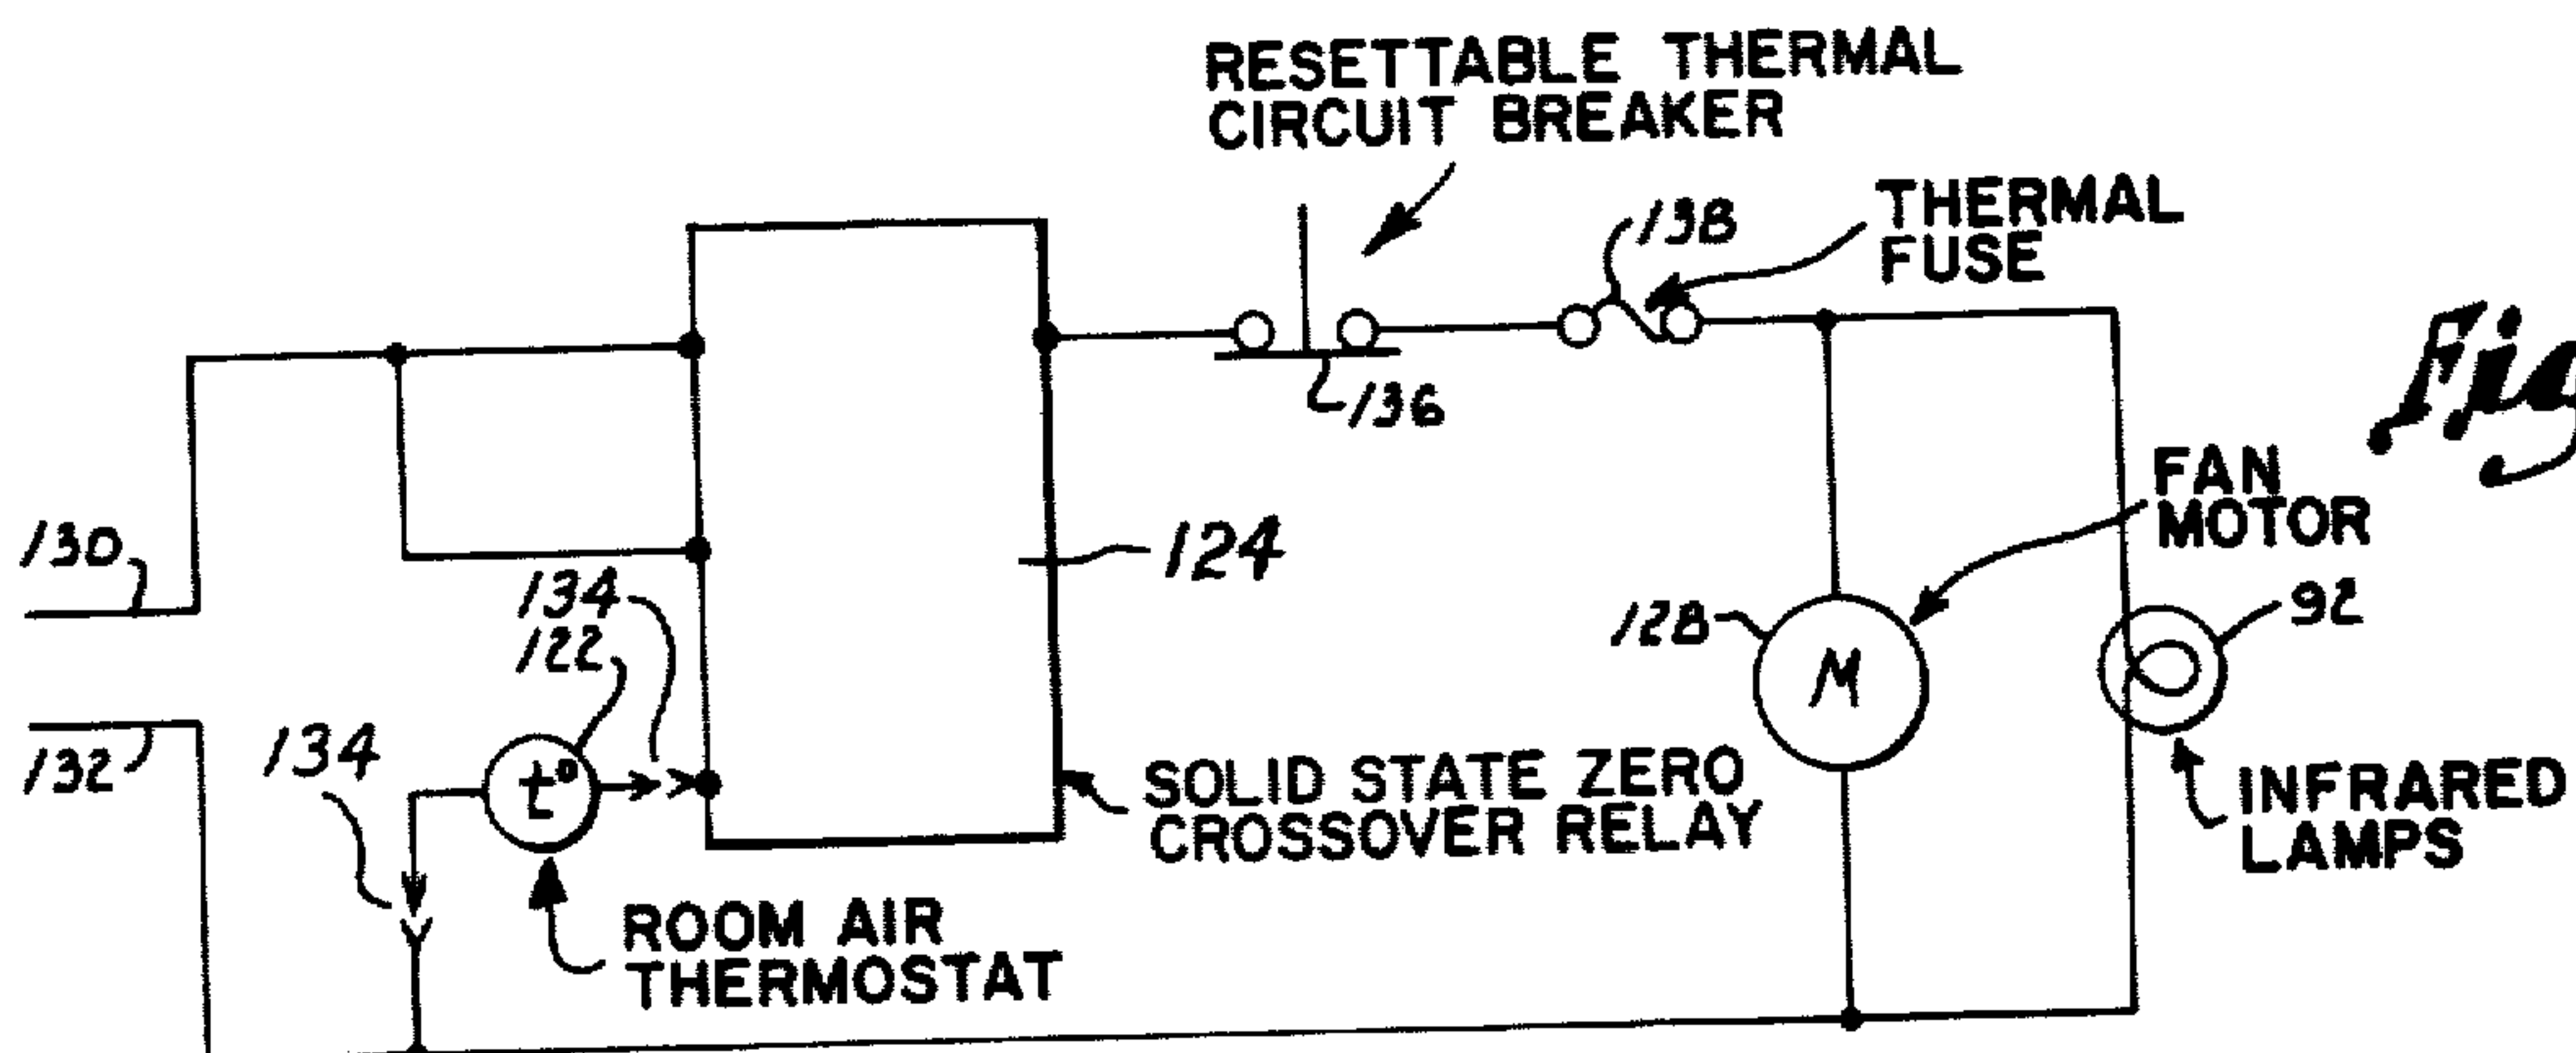 RESETTABLE THERMAL
CIRCUIT BREAKER
138
THERMAL
FUSE
136
Fig
FAN
MOTOR
130
134
122
124
128
M
92
132
134
t°
SOLID STATE ZERO
CROSSOVER RELAY
INFRARED
LAMPS
ROOM AIR
THERMOSTAT